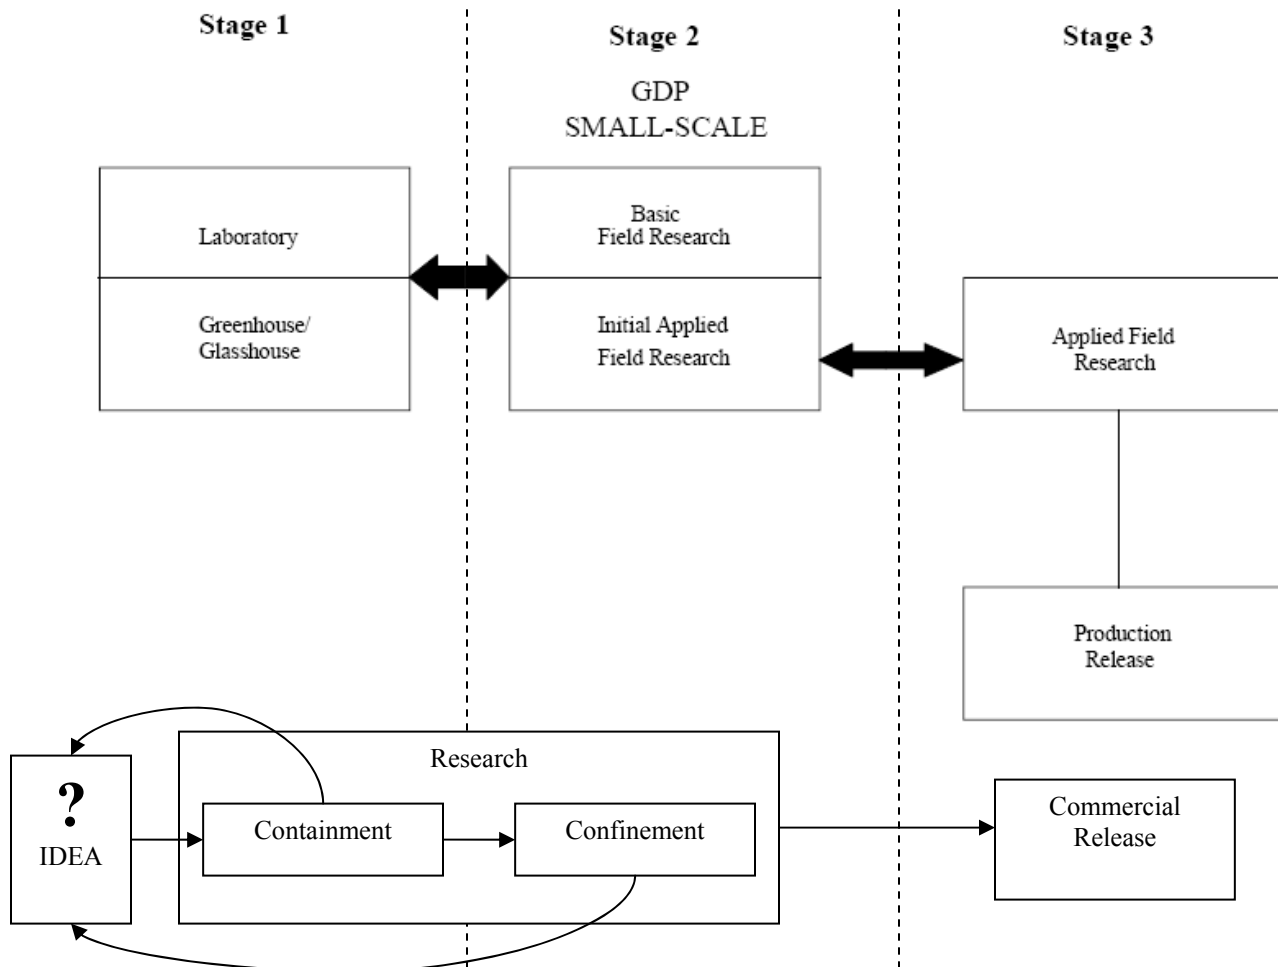 Stage 1
Stage 2
Stage 3
GDP
SMALL-SCALE
Laboratory
Greenhouse/
Glasshouse
Basic
Field Research
Initial Applied
Field Research
Applied Field
Research
Production
Release
?
IDEA
Research
Containment
Confinement
Commercial
Release